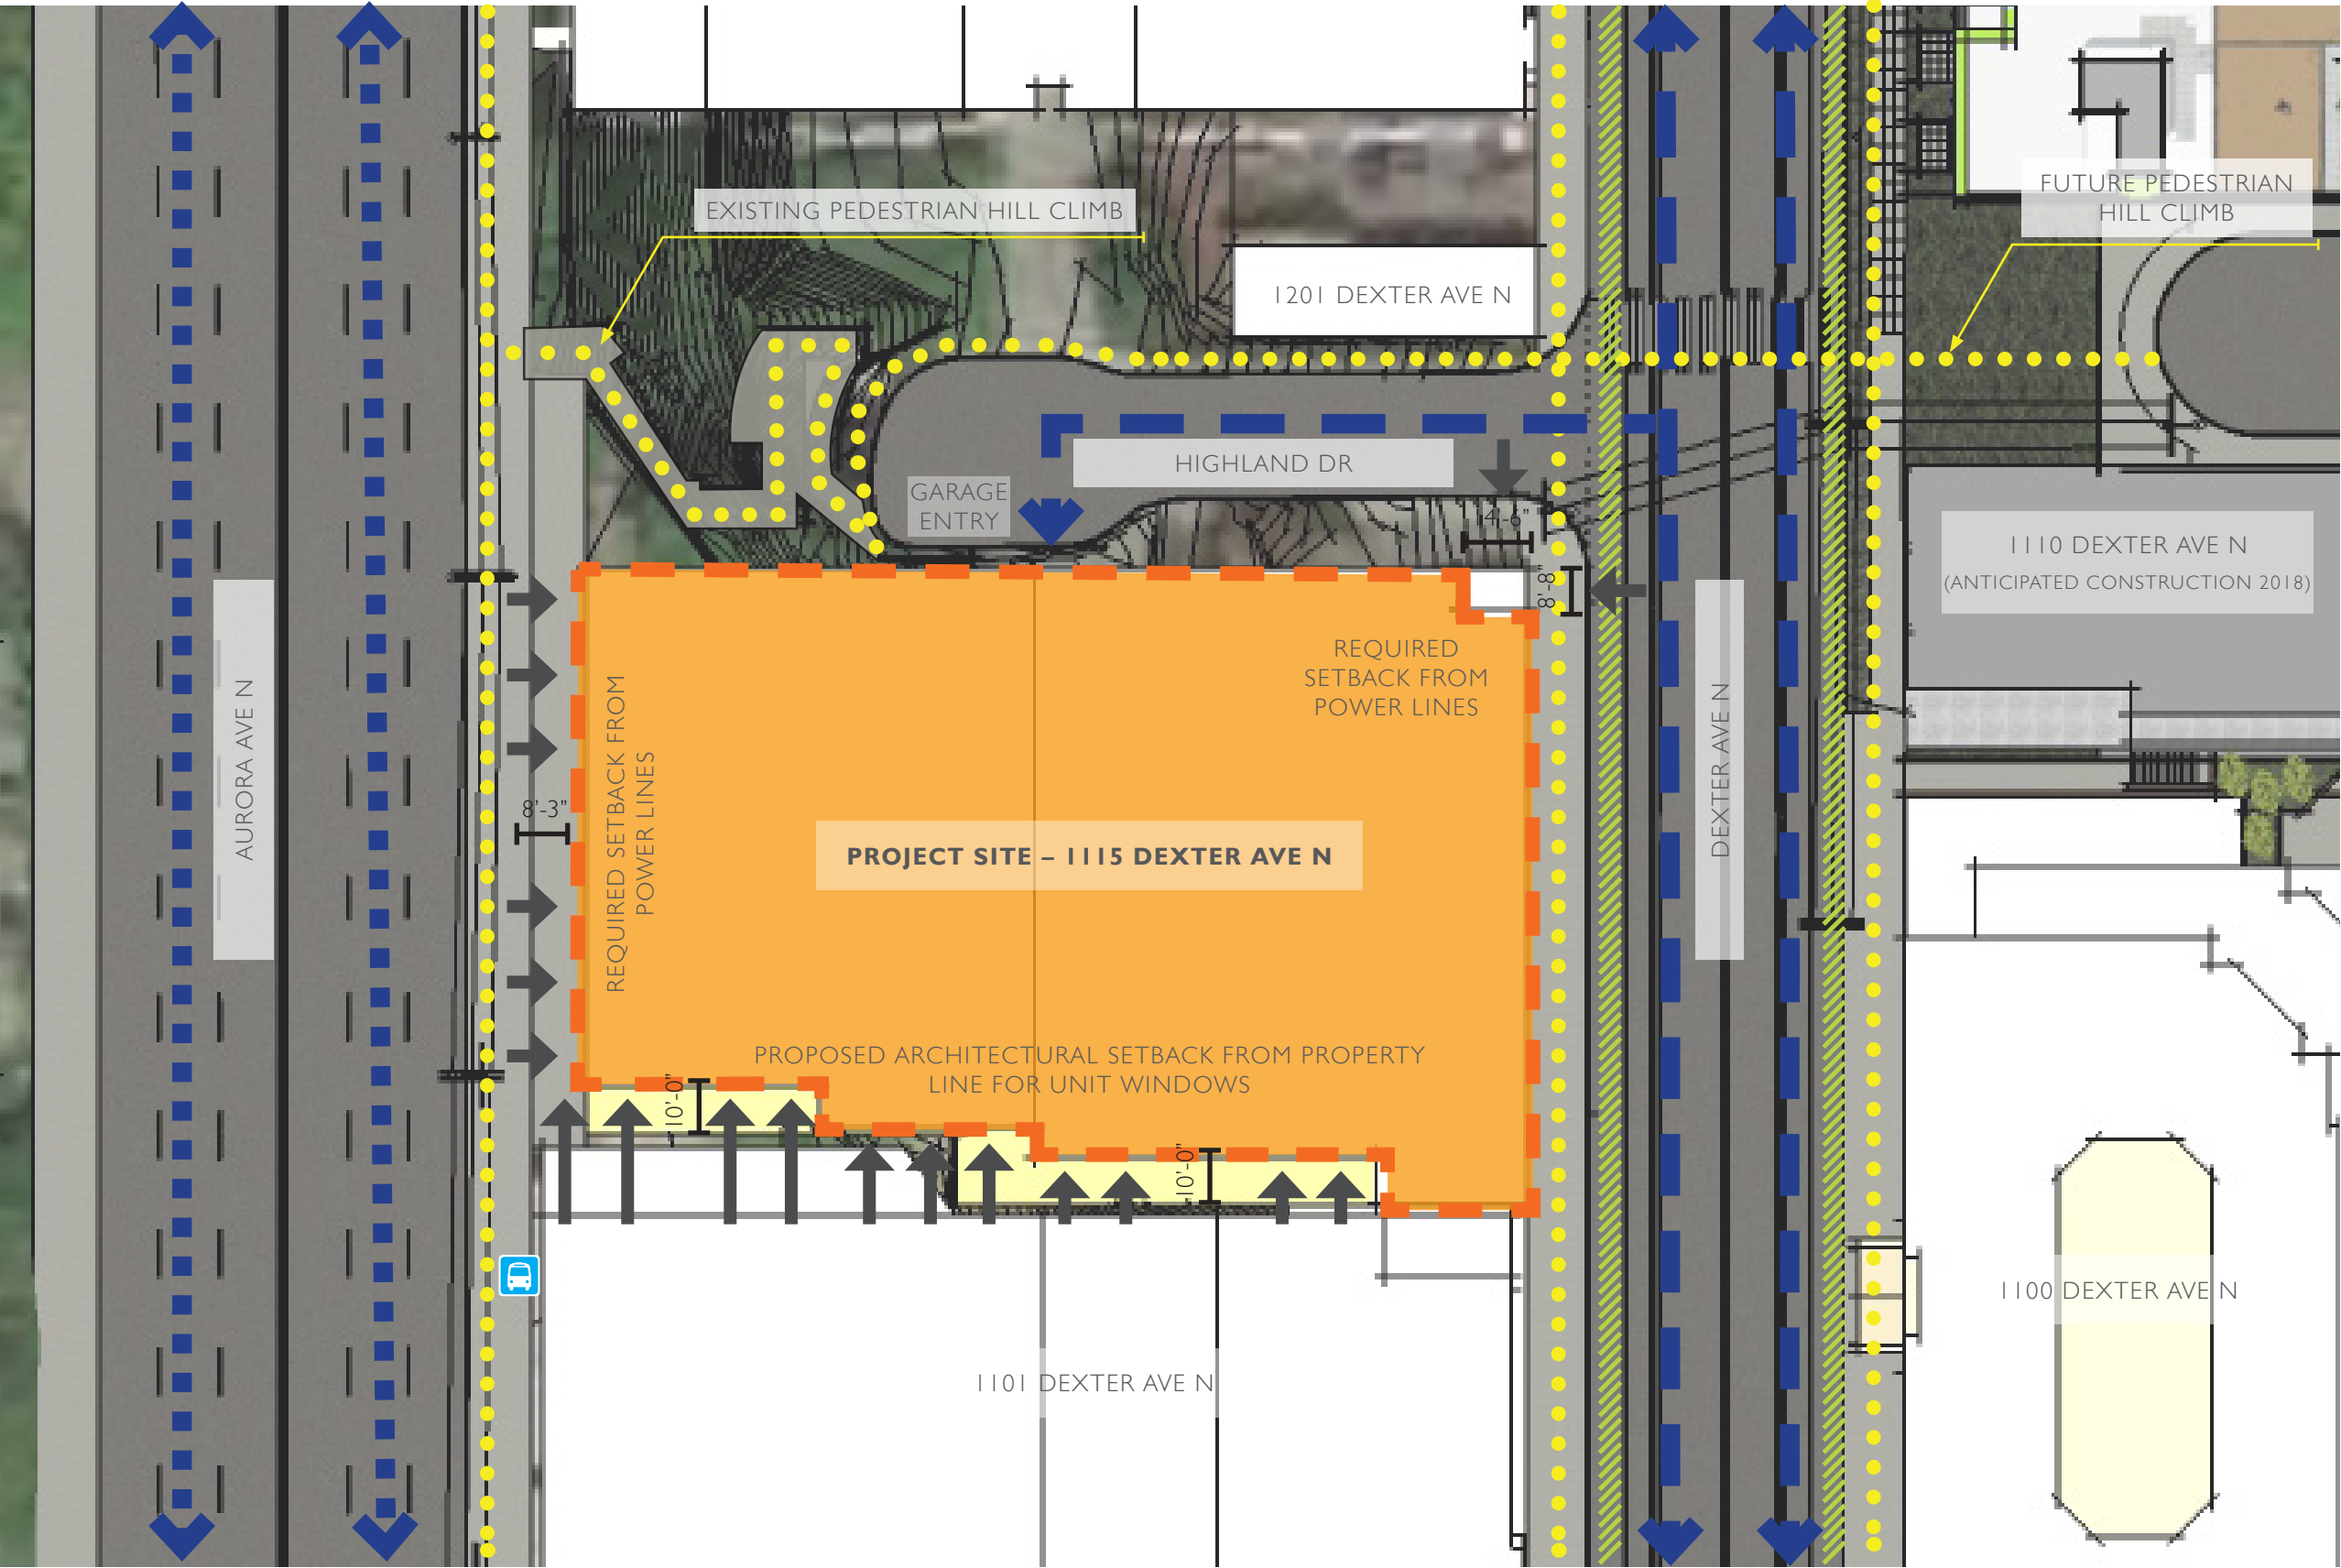 EXISTING PEDESTRIAN HILL CLIMB
FUTURE PEDESTRIAN
HILL CLIMB
1201 DEXTER AVE N
HIGHLAND DR
GARAGE
ENTRY
4'-6"
8'-8"
1110 DEXTER AVE N
(ANTICIPATED CONSTRUCTION 2018)
REQUIRED
SETBACK FROM
POWER LINES
AURORA AVE N
8'-3"
REQUIRED SETBACK FROM
POWER LINES
DEXTER AVE N
PROJECT SITE – 1115 DEXTER AVE N
PROPOSED ARCHITECTURAL SETBACK FROM PROPERTY
LINE FOR UNIT WINDOWS
10'-0"
10'-0"
1100 DEXTER AVE N
1101 DEXTER AVE N